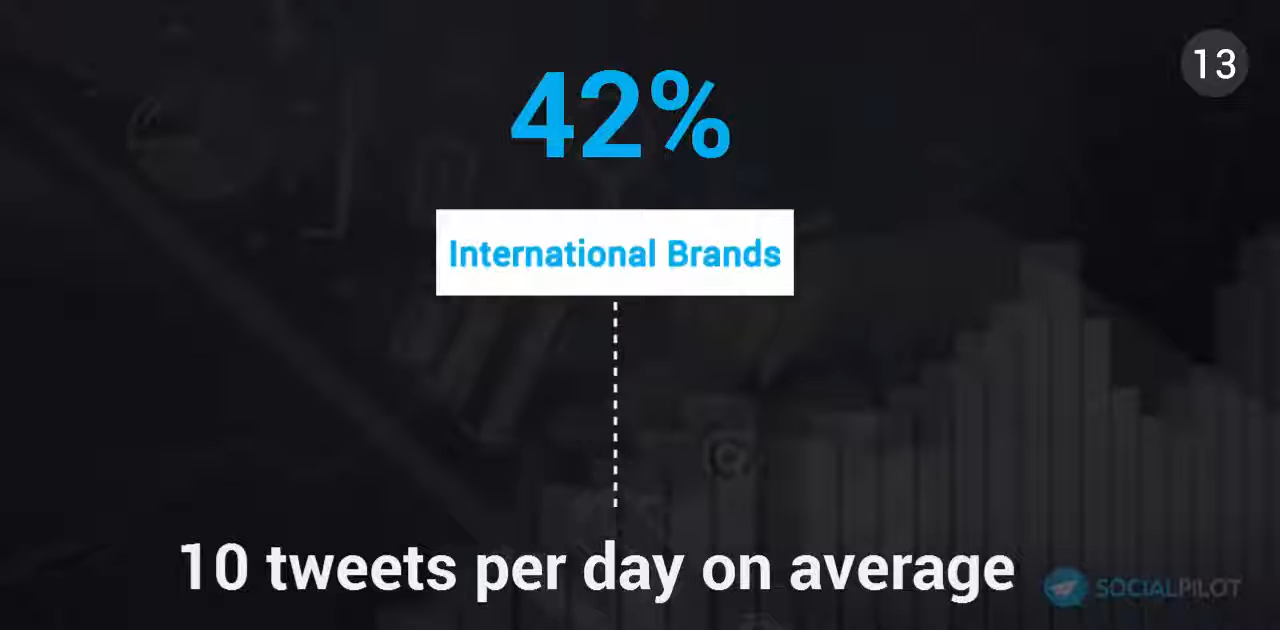 13
42%
International Brands
10 tweets per day on average
SOCIALPILOT